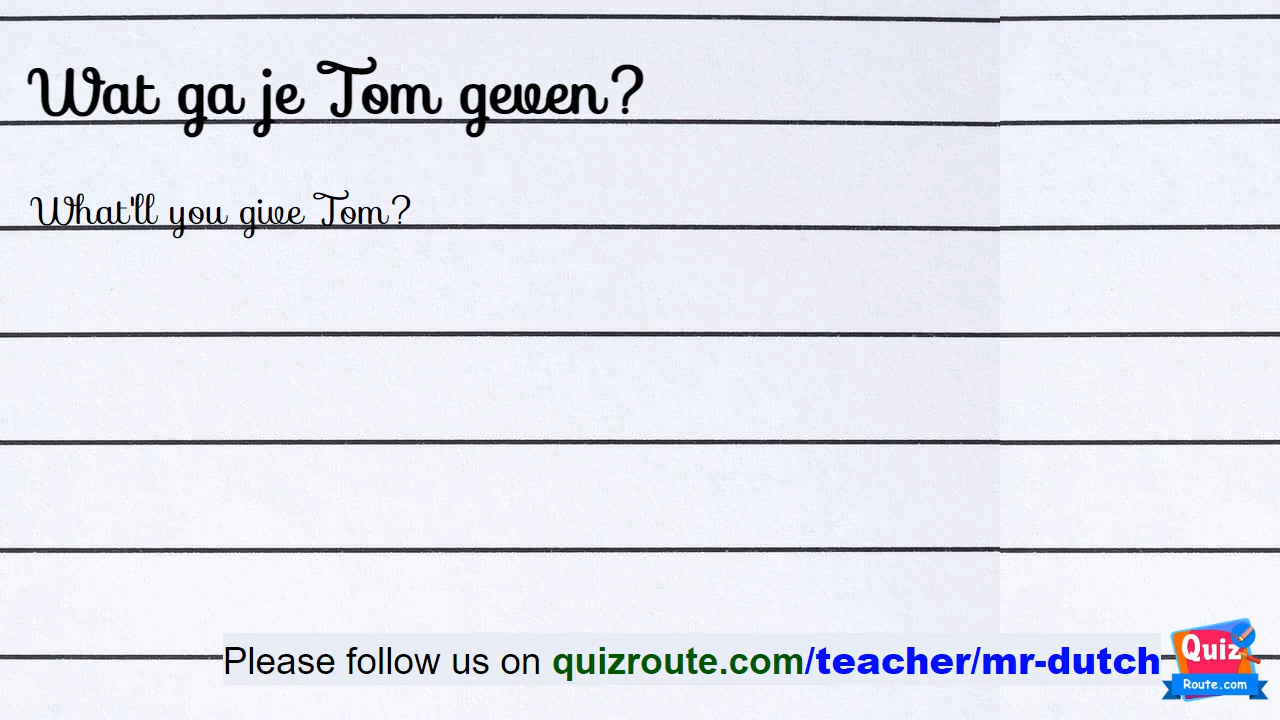 Wat ga je Tom geven?
What'll you give Tom?
Please follow us on quizroute.com/teacher/mr-dutch
Quiz
Route.com